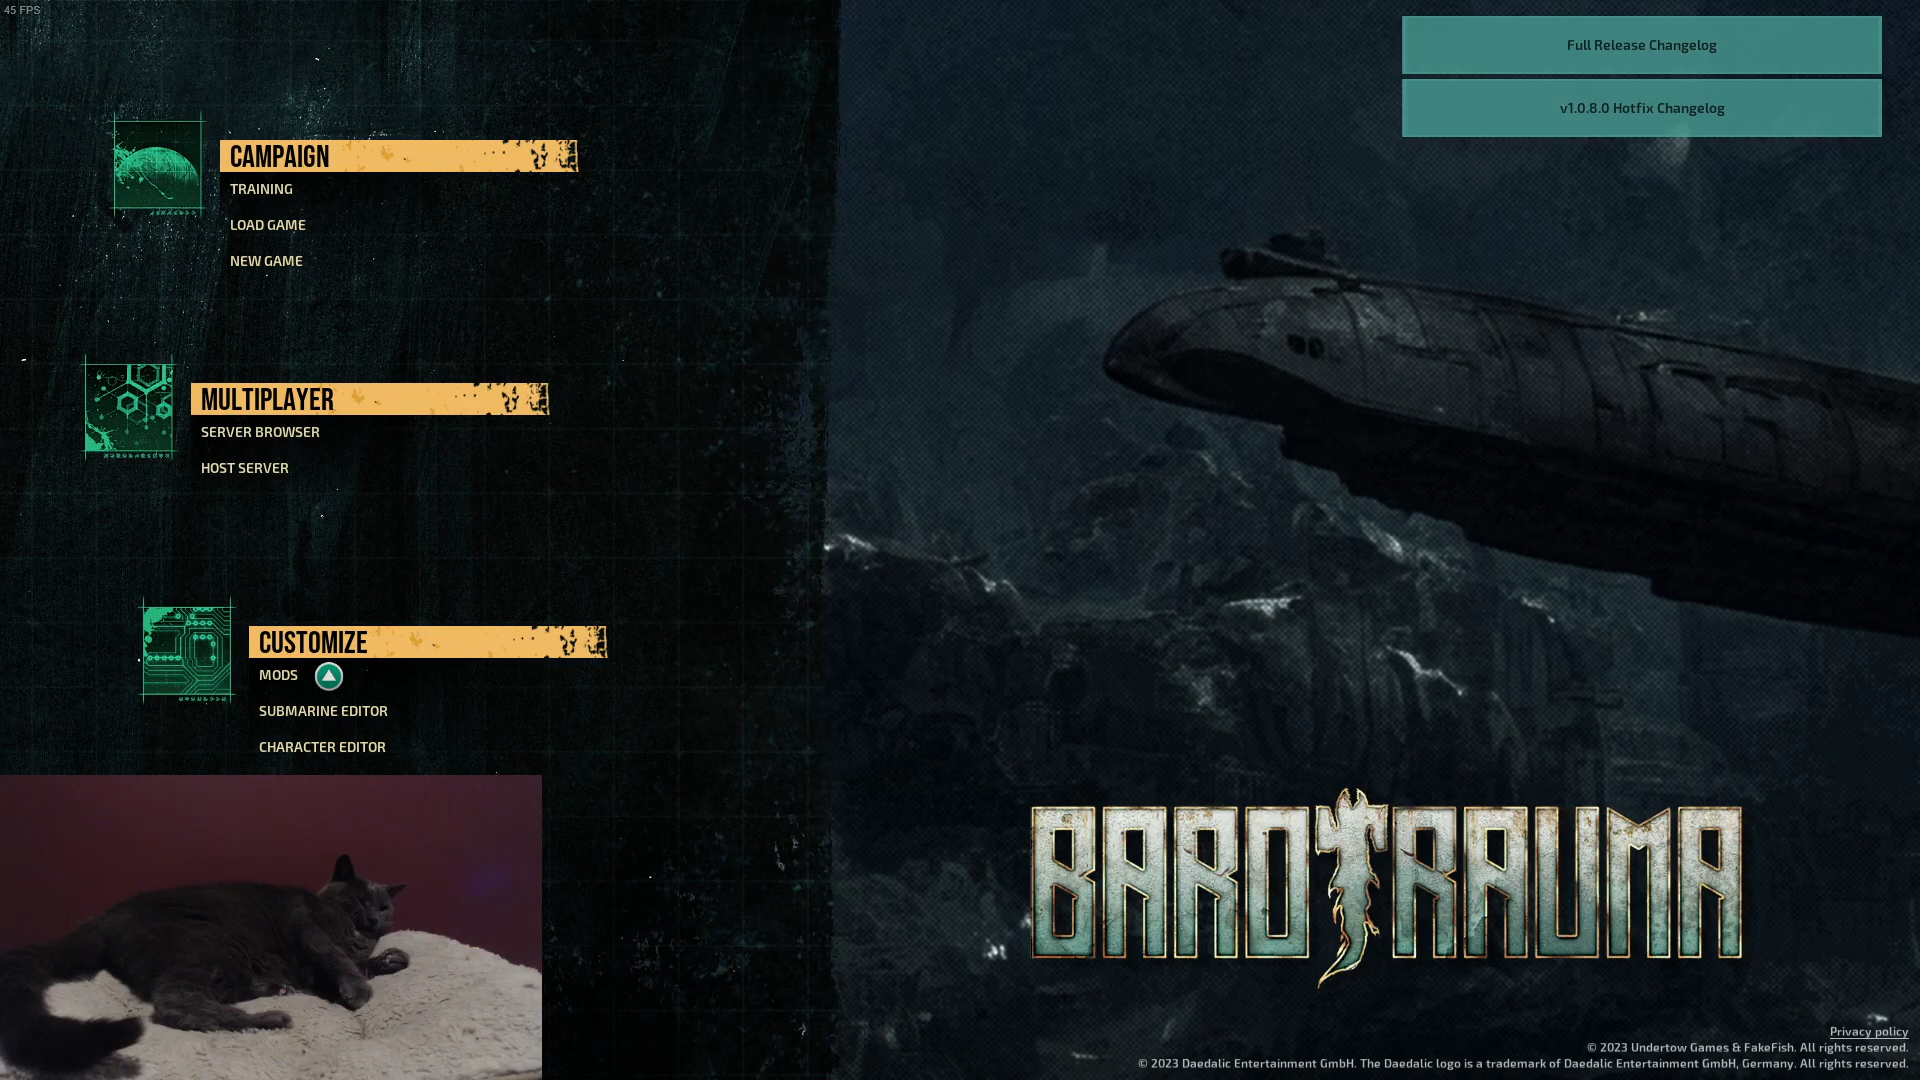 45 FPS
Full Release Changelog
v1.0.8.0 Hotfix Changelog
CAMPAIGN
TRAINING
LOAD GAME
NEW GAME
MULTIPLAYER
SERVER BROWSER
HOST SERVER
CUSTOMIZE
MODS
SUBMARINE EDITOR
CHARACTER EDITOR
BAROTRAUMA
Privacy policy
© 2023 Undertow Games & FakeFish. All rights reserved.
© 2023 Daedalic Entertainment GmbH. The Daedalic logo is a trademark of Daedalic Entertainment GmbH, Germany. All rights reserved.